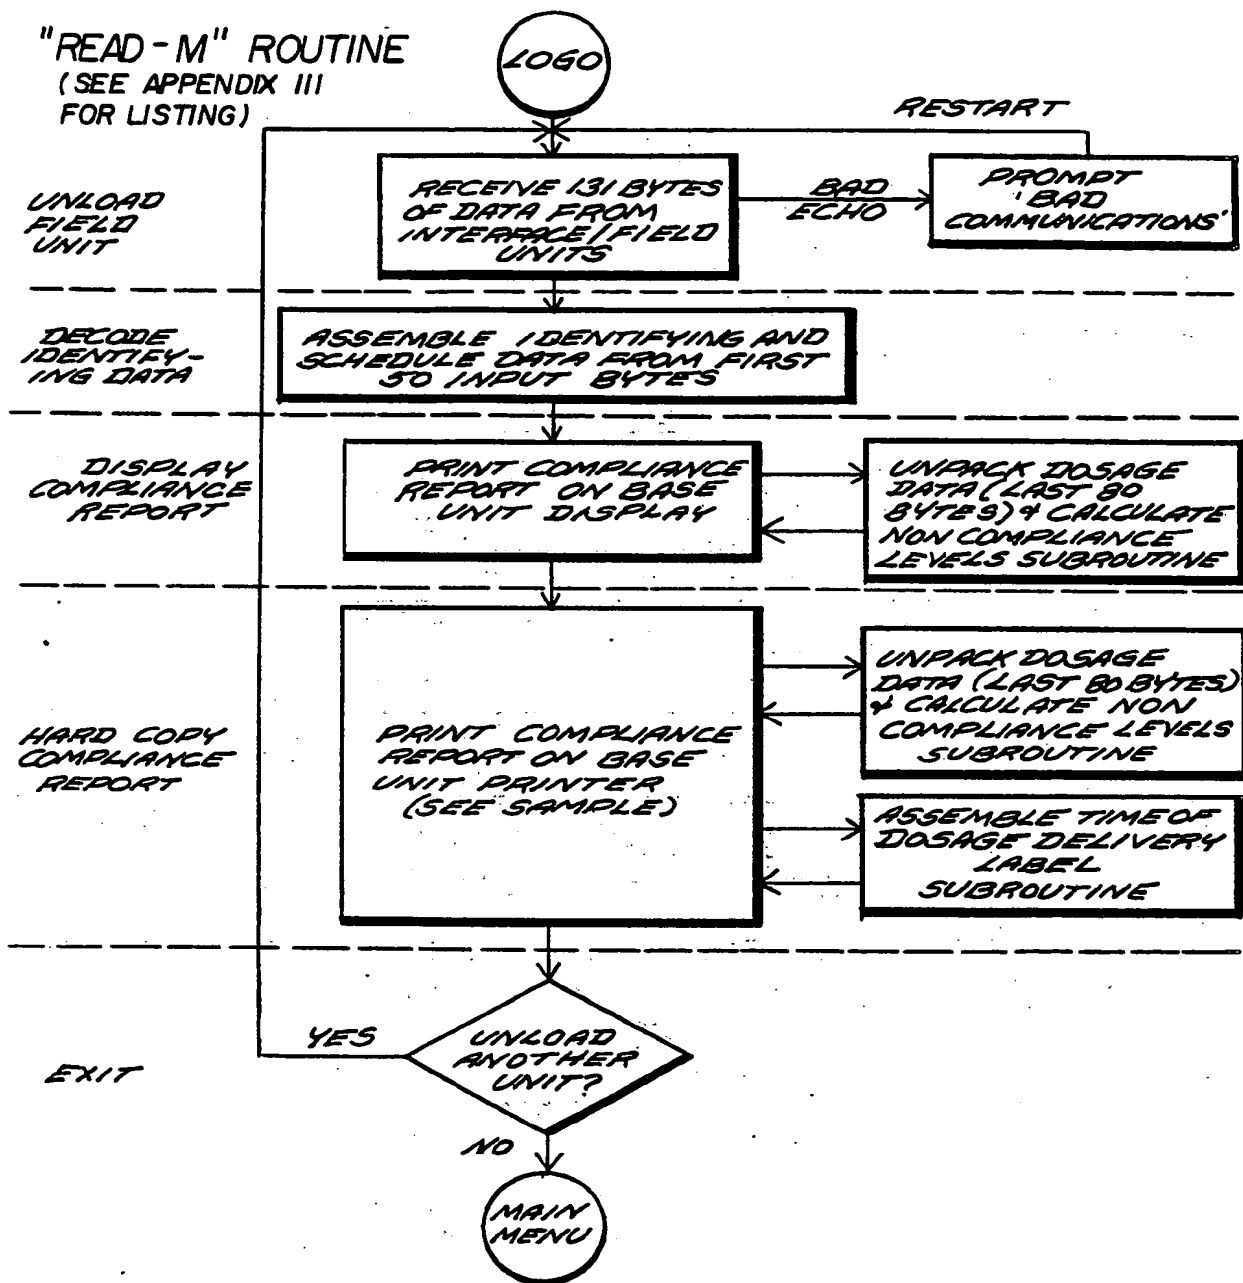 "READ-M" ROUTINE
(SEE APPENDIX III
FOR LISTING)
LOGO
RESTART
UNLOAD
FIELD
UNIT
RECEIVE 131 BYTES
OF DATA FROM
INTERFACE/FIELD
UNITS
BAD
ECHO
PROMPT
'BAD
COMMUNICATIONS'
DECODE
IDENTIFY-
ING DATA
ASSEMBLE IDENTIFYING AND
SCHEDULE DATA FROM FIRST
50 INPUT BYTES
DISPLAY
COMPLIANCE
REPORT
PRINT COMPLIANCE
REPORT ON BASE
UNIT DISPLAY
UNPACK DOSAGE
DATA (LAST 80
BYTES) & CALCULATE
NON COMPLIANCE
LEVELS SUBROUTINE
HARD COPY
COMPLIANCE
REPORT
PRINT COMPLIANCE
REPORT ON BASE
UNIT PRINTER
(SEE SAMPLE)
UNPACK DOSAGE
DATA (LAST 80 BYTES)
& CALCULATE NON
COMPLIANCE LEVELS
SUBROUTINE
ASSEMBLE TIME OF
DOSAGE DELIVERY
LABEL
SUBROUTINE
EXIT
YES
UNLOAD
ANOTHER
UNIT?
NO
MAIN
MENU